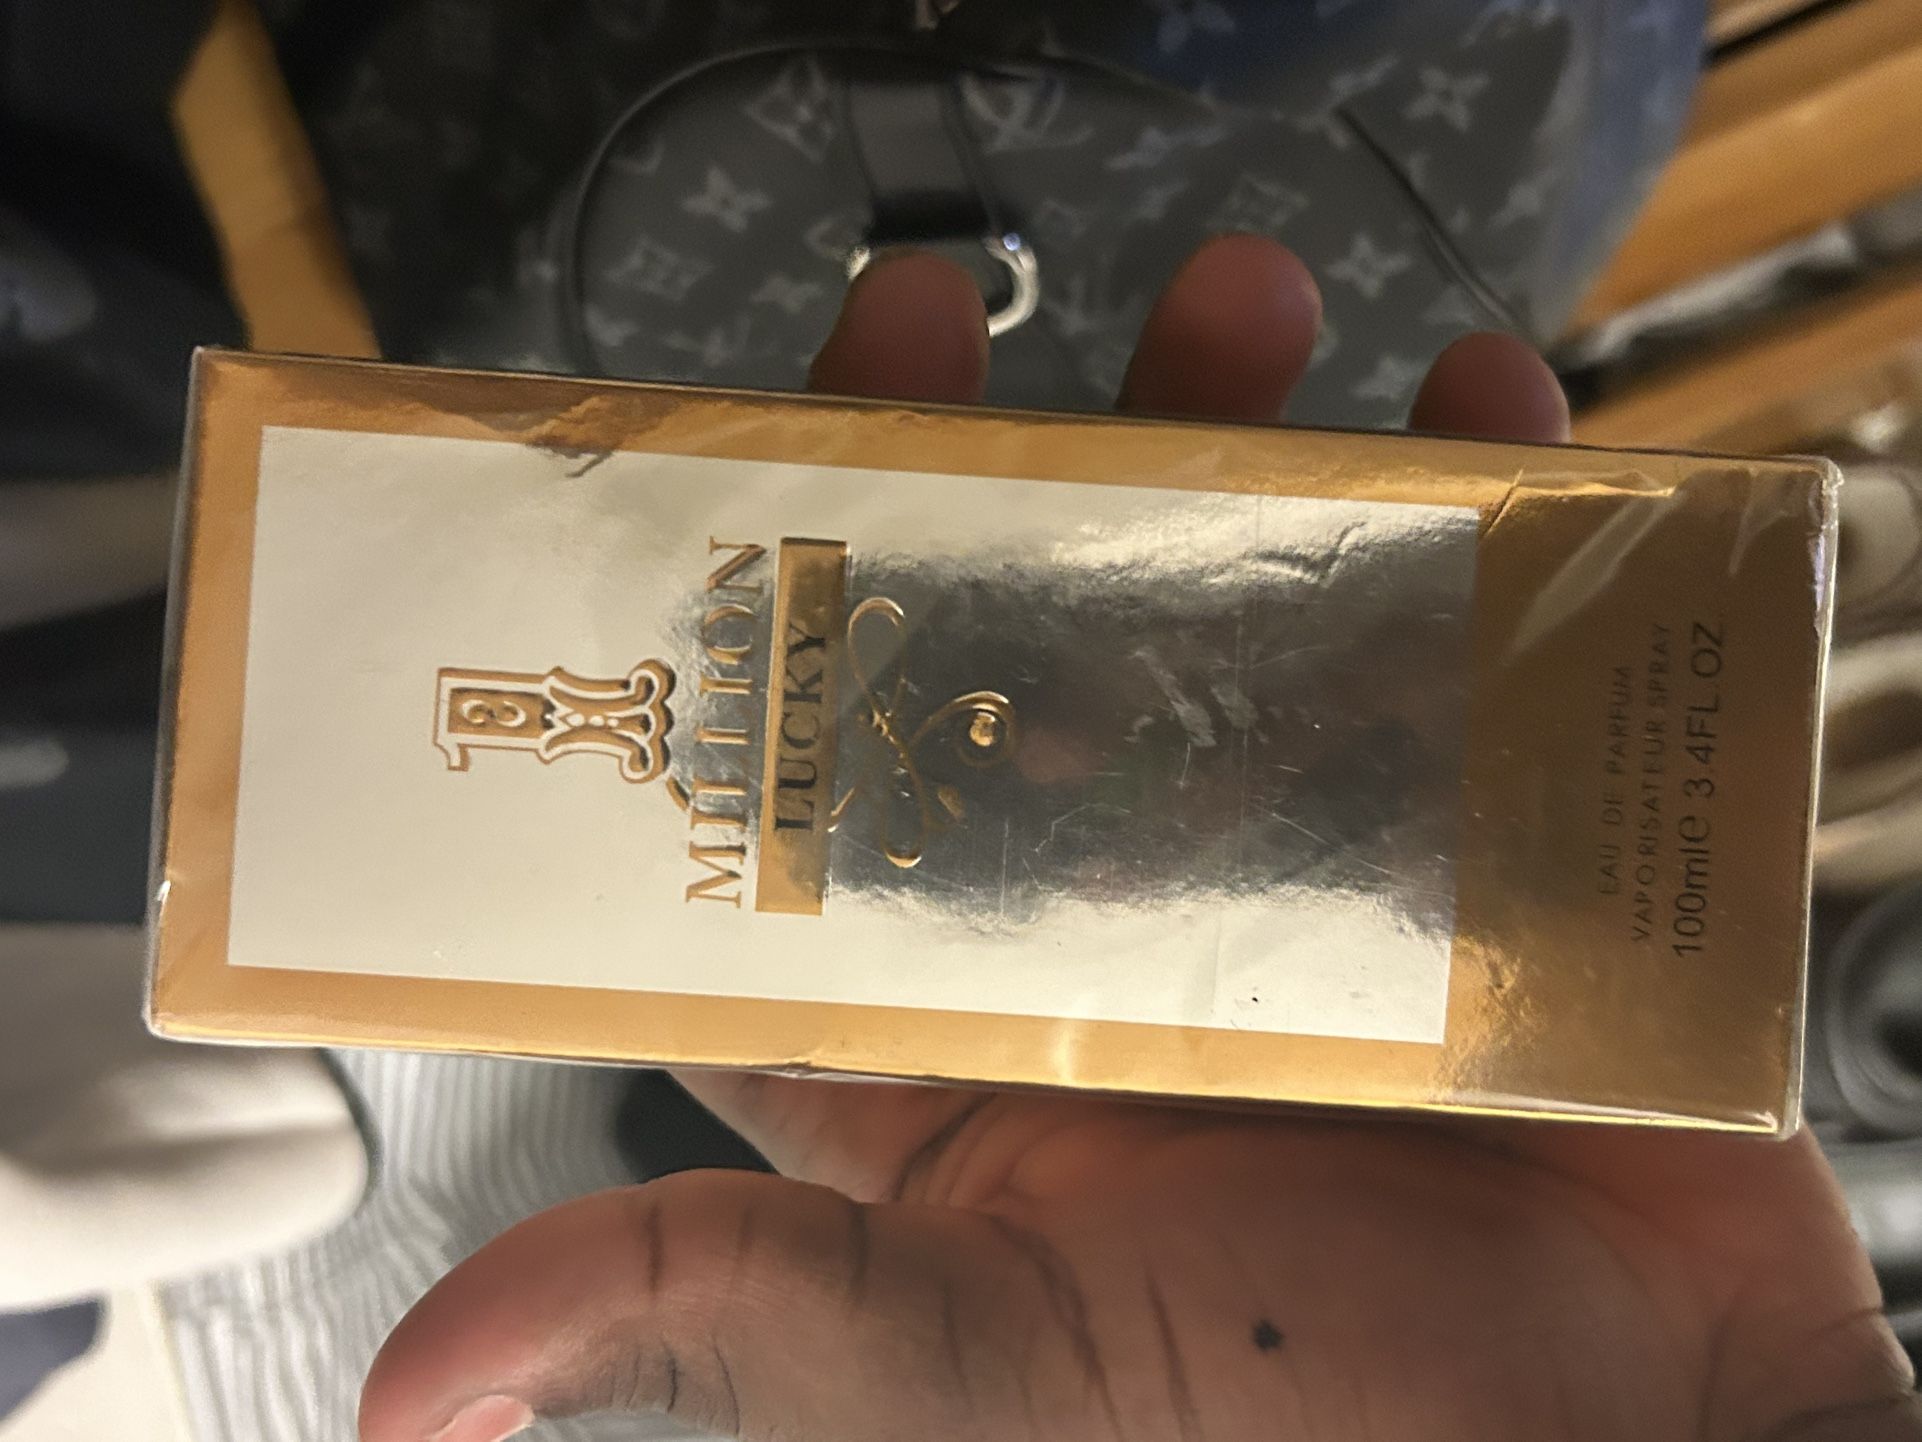 1
MILLION
LUCKY
EAU DE PARFUM
VAPORISATEUR SPRAY
100ml e 3.4FL.OZ